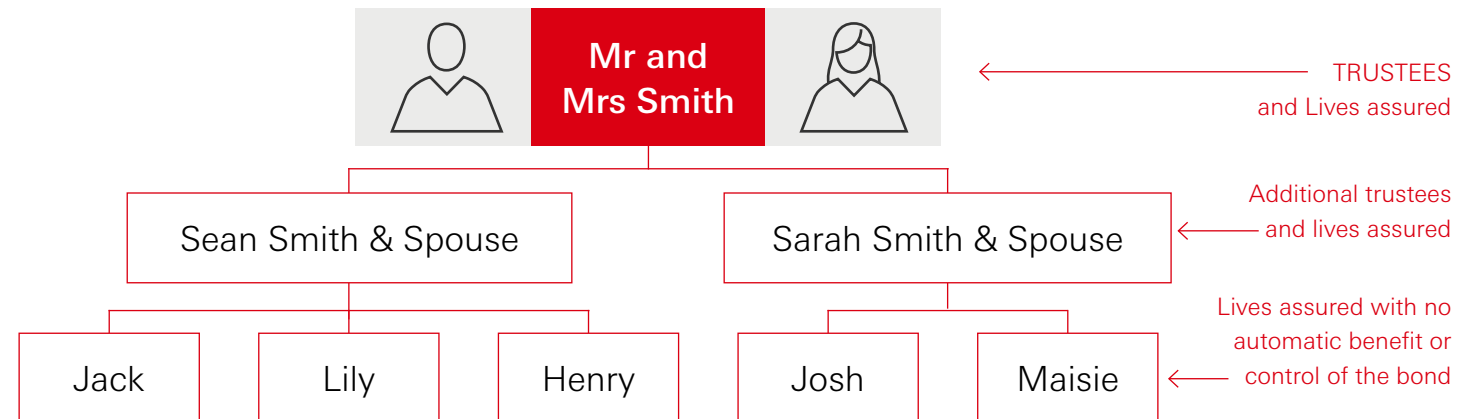 Mr and
Mrs Smith
TRUSTEES
and Lives assured
Sean Smith & Spouse
Sarah Smith & Spouse
Additional trustees
and lives assured
Jack
Lily
Henry
Josh
Maisie
Lives assured with no
automatic benefit or
control of the bond